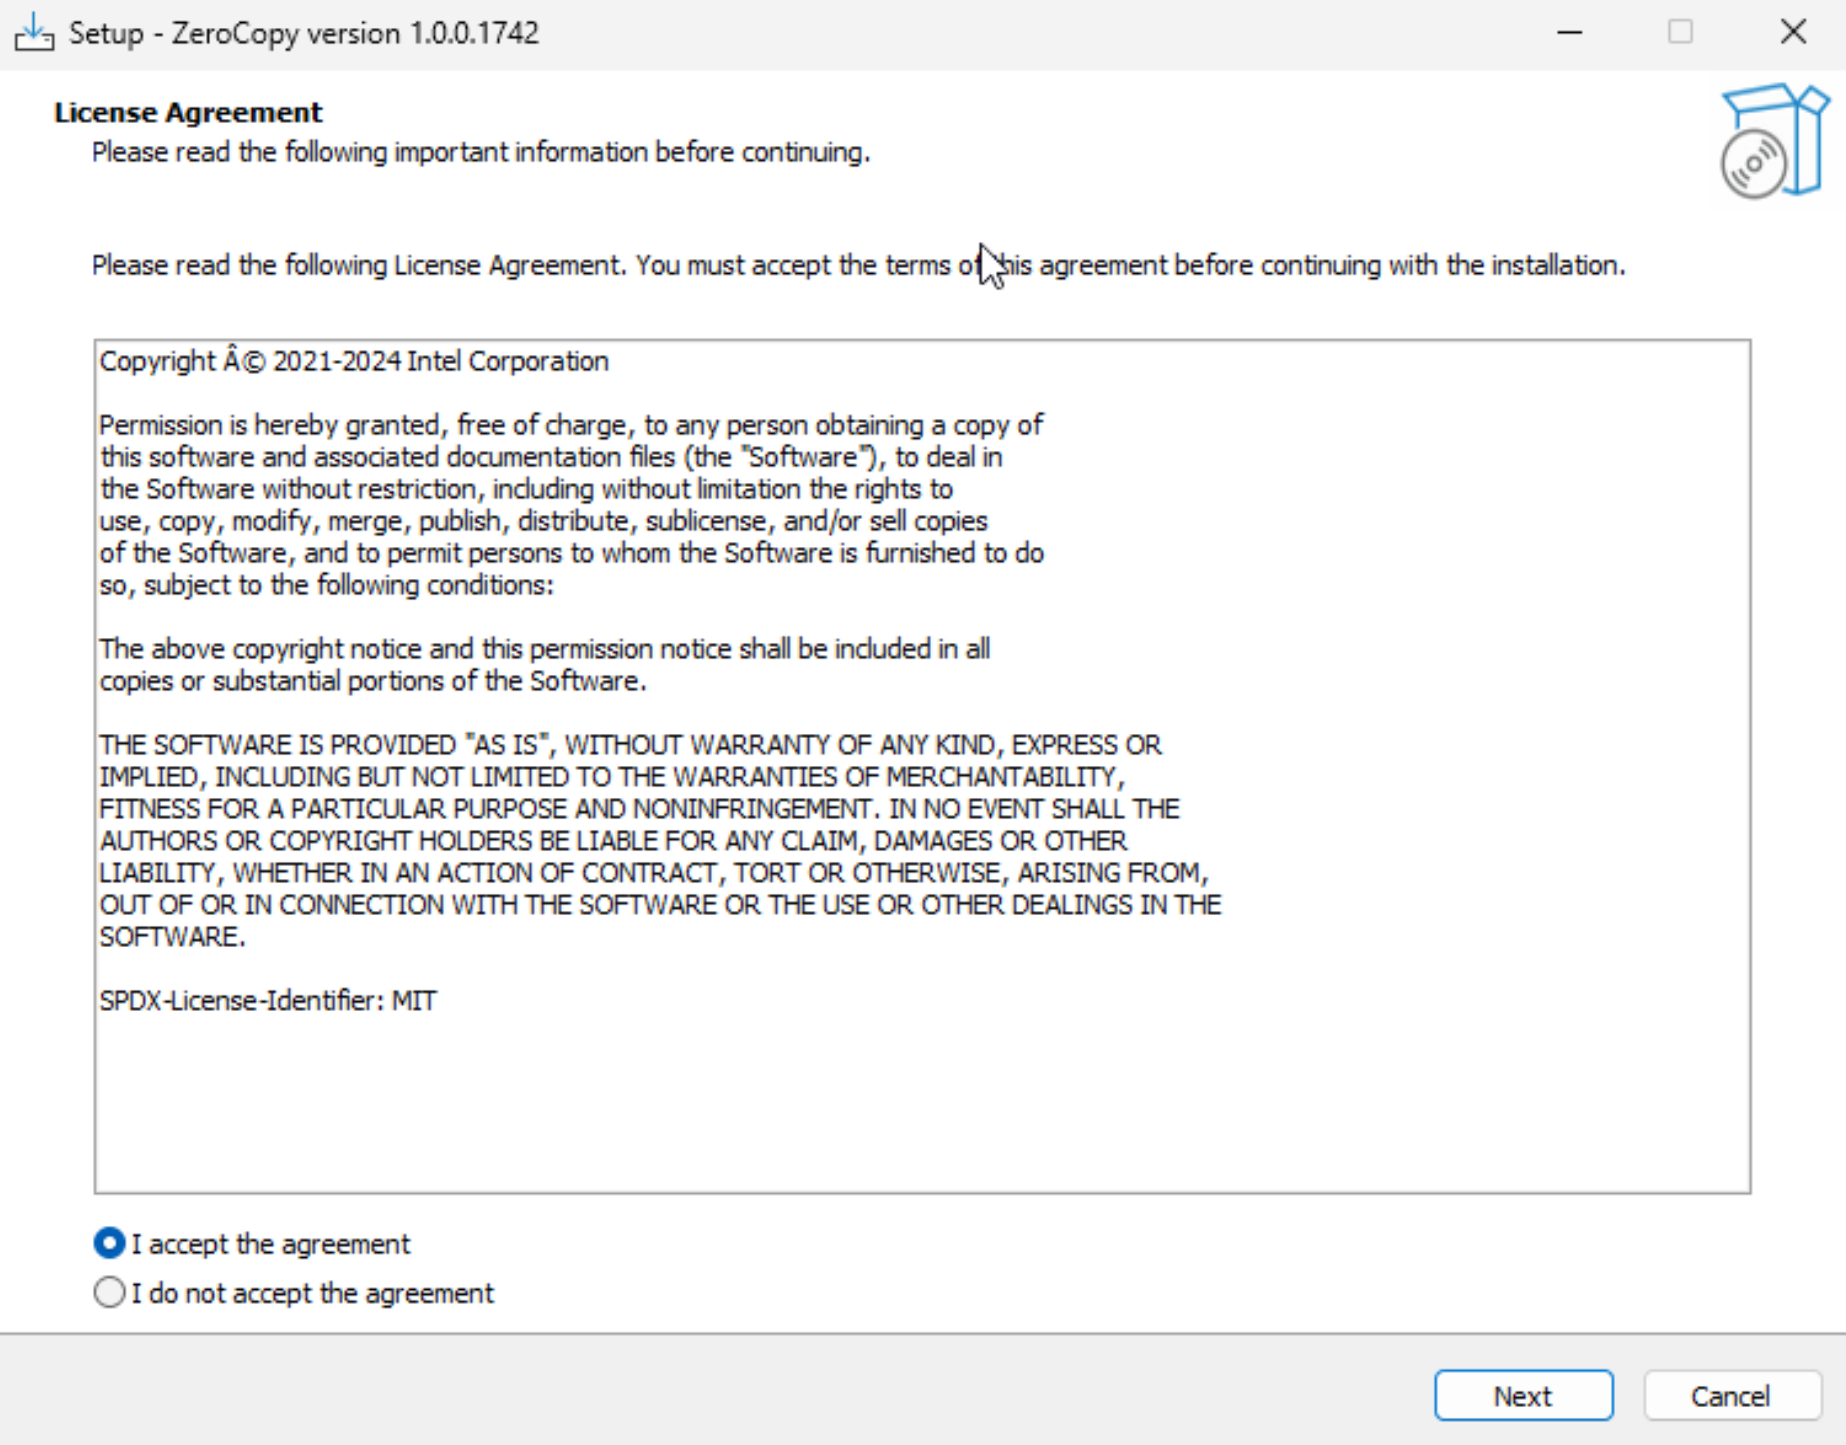 Setup - ZeroCopy version 1.0.0.1742
License Agreement
Please read the following important information before continuing.
Please read the following License Agreement. You must accept the terms of this agreement before continuing with the installation.
Copyright Â© 2021-2024 Intel Corporation
Permission is hereby granted, free of charge, to any person obtaining a copy of
this software and associated documentation files (the "Software"), to deal in
the Software without restriction, including without limitation the rights to
use, copy, modify, merge, publish, distribute, sublicense, and/or sell copies
of the Software, and to permit persons to whom the Software is furnished to do
so, subject to the following conditions:
The above copyright notice and this permission notice shall be included in all
copies or substantial portions of the Software.
THE SOFTWARE IS PROVIDED "AS IS", WITHOUT WARRANTY OF ANY KIND, EXPRESS OR
IMPLIED, INCLUDING BUT NOT LIMITED TO THE WARRANTIES OF MERCHANTABILITY,
FITNESS FOR A PARTICULAR PURPOSE AND NONINFRINGEMENT. IN NO EVENT SHALL THE
AUTHORS OR COPYRIGHT HOLDERS BE LIABLE FOR ANY CLAIM, DAMAGES OR OTHER
LIABILITY, WHETHER IN AN ACTION OF CONTRACT, TORT OR OTHERWISE, ARISING FROM,
OUT OF OR IN CONNECTION WITH THE SOFTWARE OR THE USE OR OTHER DEALINGS IN THE
SOFTWARE.
SPDX-License-Identifier: MIT
I accept the agreement
I do not accept the agreement
Next
Cancel